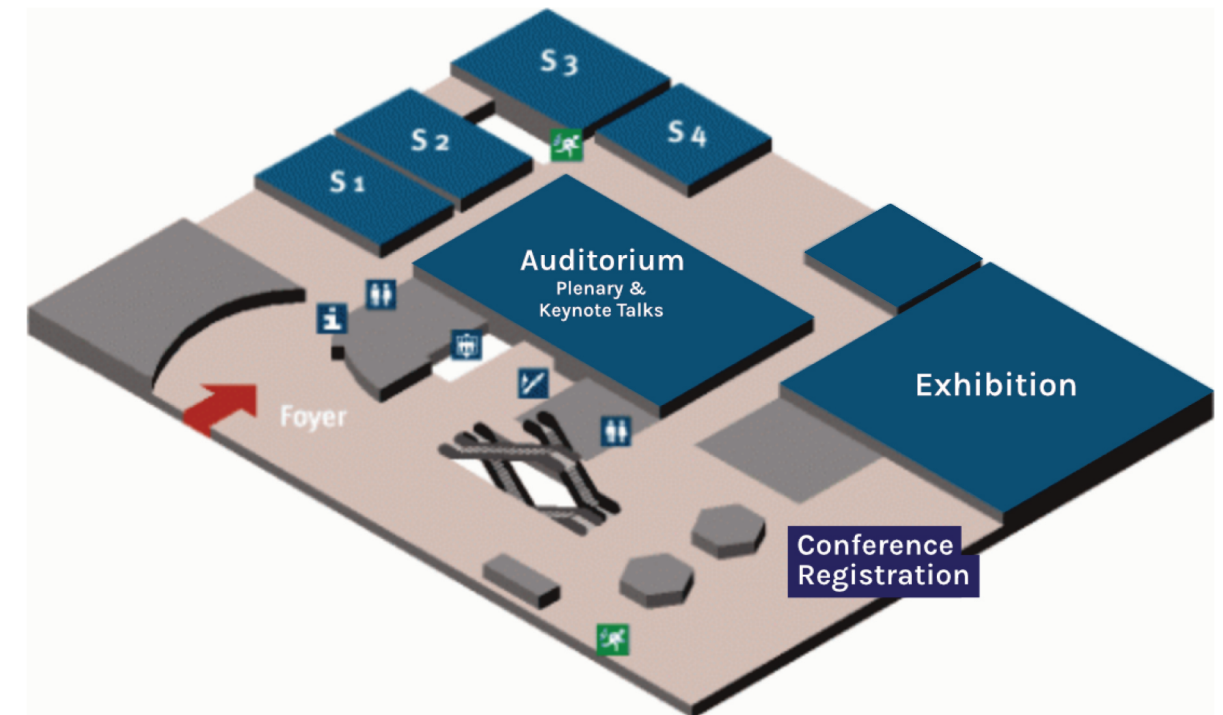 S 3
S 4
S 2
S 1
Auditorium
Plenary &
Keynote Talks
i
Exhibition
Foyer
Conference
Registration